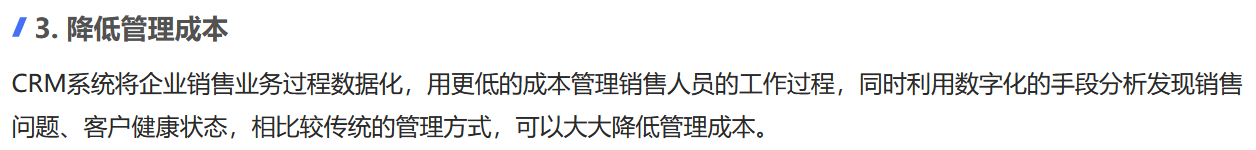 3. 降低管理成本
CRM系统将企业销售业务过程数据化，用更低的成本管理销售人员的工作过程，同时利用数字化的手段分析发现销售
问题、客户健康状态，相比较传统的管理方式，可以大大降低管理成本。